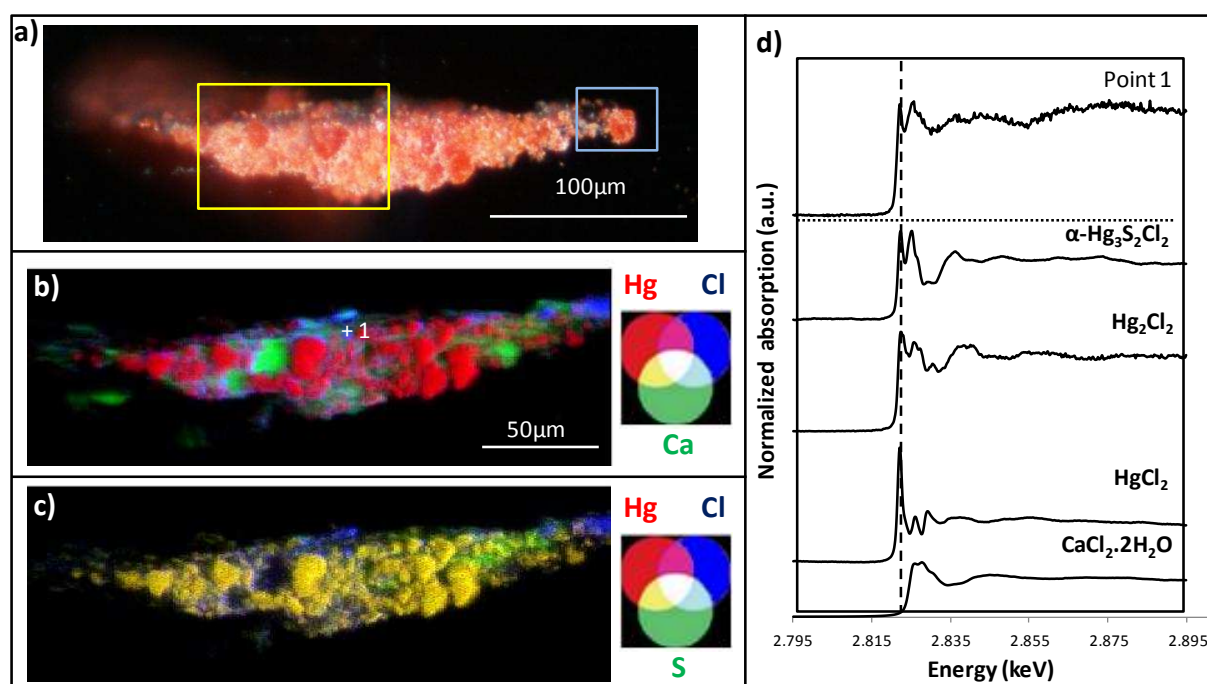 a)
100µm
b)
+ 1
50µm
Hg Cl
Ca
c)
Hg Cl
S
d)
Point 1
α-Hg₃S₂Cl₂
Hg₂Cl₂
HgCl₂
CaCl₂.2H₂O
Normalized absorption (a.u.)
2.795 2.815 2.835 2.855 2.875 2.895
Energy (keV)